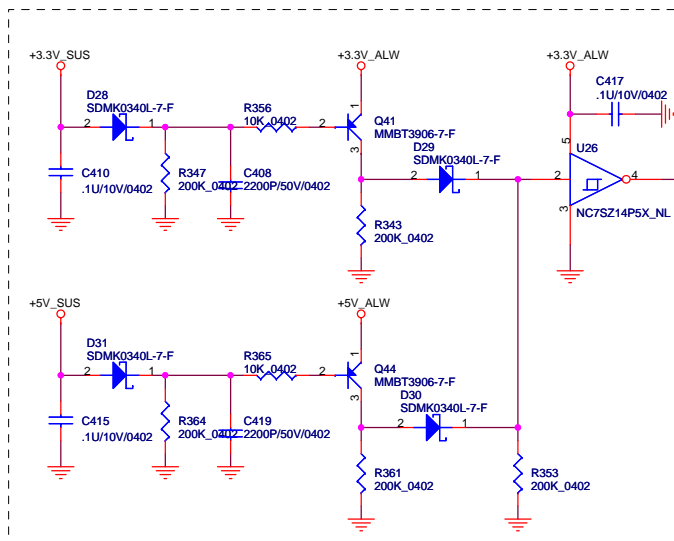 +3.3V_SUS
+3.3V_ALW
+3.3V_ALW
C417
.1U/10V/0402
D28
SDMK0340L-7-F
R356
10K_0402
1
Q41
MMBT3906-7-F
2
1
2
3
D29
SDMK0340L-7-F
5
U26
C410
.1U/10V/0402
R347
200K_0402
C408
2200P/50V/0402
2
1
2
4
3
NC7SZ14P5X_NL
R343
200K_0402
+5V_SUS
+5V_ALW
D31
SDMK0340L-7-F
R365
10K_0402
1
Q44
MMBT3906-7-F
2
1
2
3
D30
SDMK0340L-7-F
C415
.1U/10V/0402
R364
200K_0402
C419
2200P/50V/0402
2
1
R361
200K_0402
R353
200K_0402